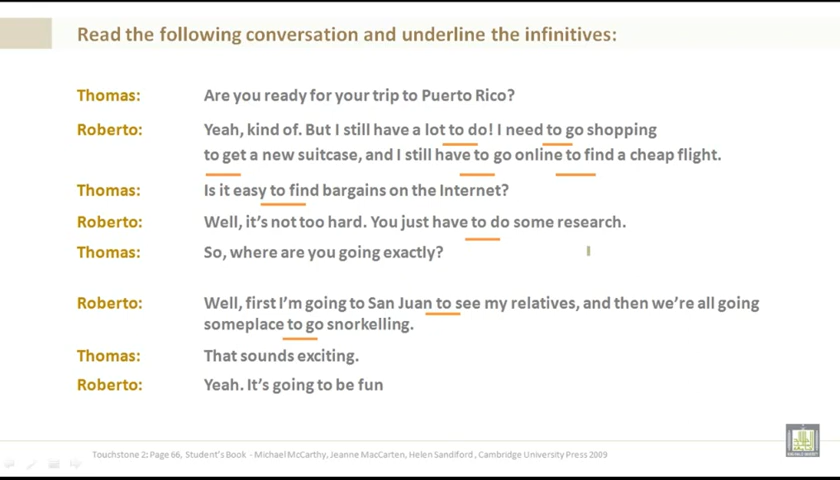 Read the following conversation and underline the infinitives:
Thomas: Are you ready for your trip to Puerto Rico?
Roberto: Yeah, kind of. But I still have a lot to do! I need to go shopping
to get a new suitcase, and I still have to go online to find a cheap flight.
Thomas: Is it easy to find bargains on the Internet?
Roberto: Well, it's not too hard. You just have to do some research.
Thomas: So, where are you going exactly?
Roberto: Well, first I'm going to San Juan to see my relatives, and then we're all going
someplace to go snorkelling.
Thomas: That sounds exciting.
Roberto: Yeah. It's going to be fun
Touchstone 2: Page 66, Student's Book - Michael McCarthy, Jeanne MacCarten, Helen Sandiford , Cambridge University Press 2009